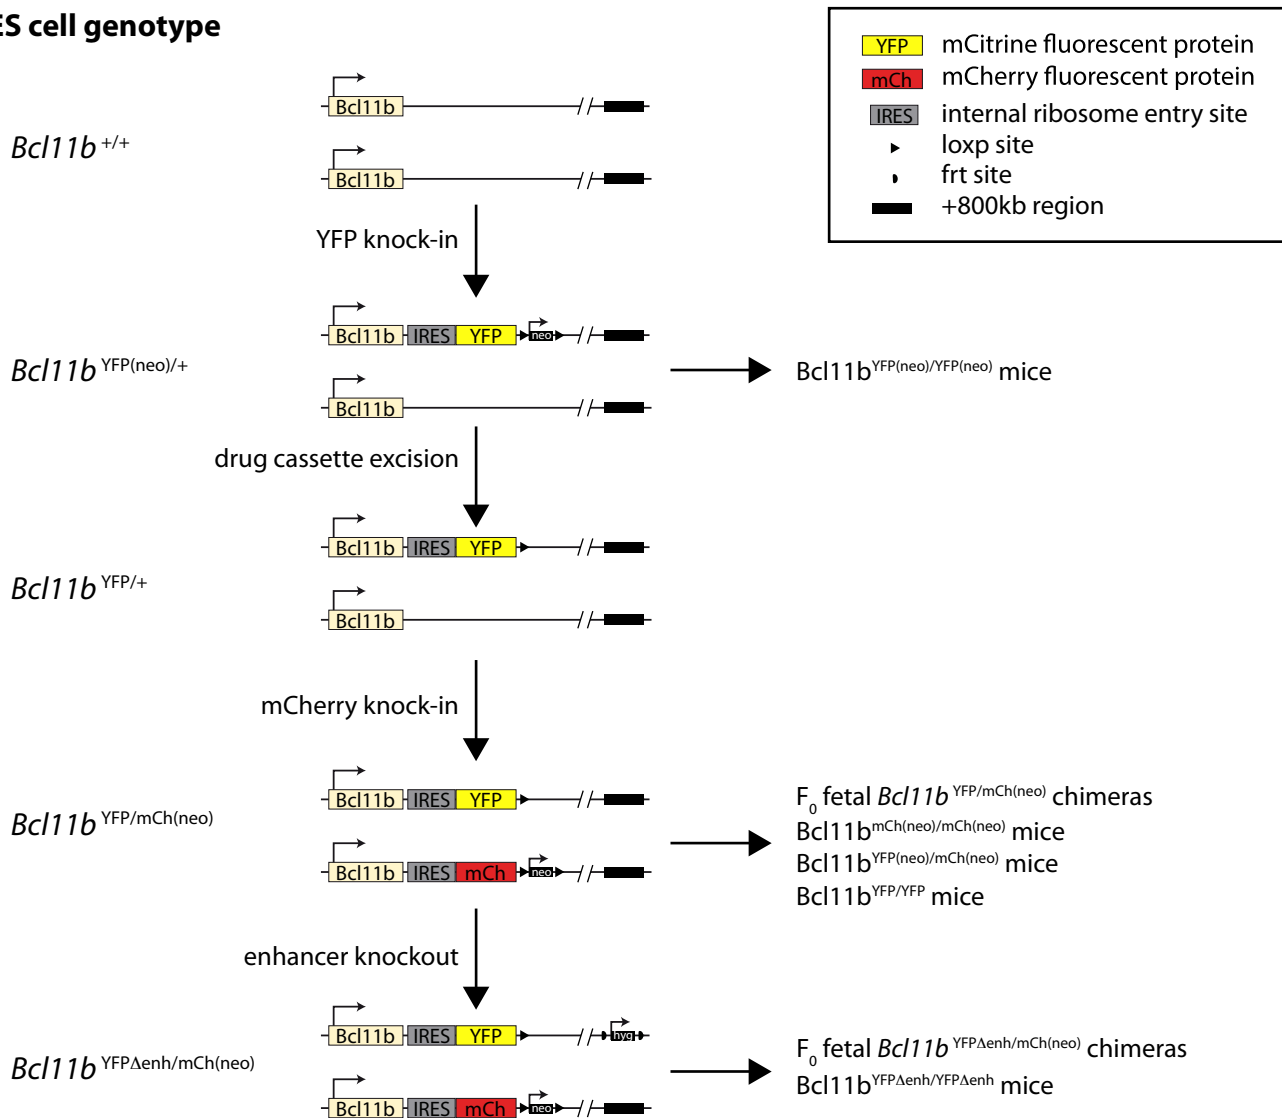 ES cell genotype
YFP mCitrine fluorescent protein
mCh mCherry fluorescent protein
IRES internal ribosome entry site
loxp site
frt site
+800kb region
Bcl11b
Bcl11b +/+
Bcl11b
YFP knock-in
Bcl11b IRES YFP neo
Bcl11b YFP(neo)/+
Bcl11b YFP(neo)/YFP(neo) mice
Bcl11b
drug cassette excision
Bcl11b IRES YFP
Bcl11b YFP/+
Bcl11b
mCherry knock-in
Bcl11b IRES YFP
Bcl11b YFP/mCh(neo)
Bcl11b IRES mCh neo
F0 fetal Bcl11b YFP/mCh(neo) chimeras
Bcl11b mCh(neo)/mCh(neo) mice
Bcl11b YFP(neo)/mCh(neo) mice
Bcl11b YFP/YFP mice
enhancer knockout
Bcl11b IRES YFP hyg
Bcl11b YFPΔenh/mCh(neo)
Bcl11b IRES mCh neo
F0 fetal Bcl11b YFPΔenh/mCh(neo) chimeras
Bcl11b YFPΔenh/YFPΔenh mice